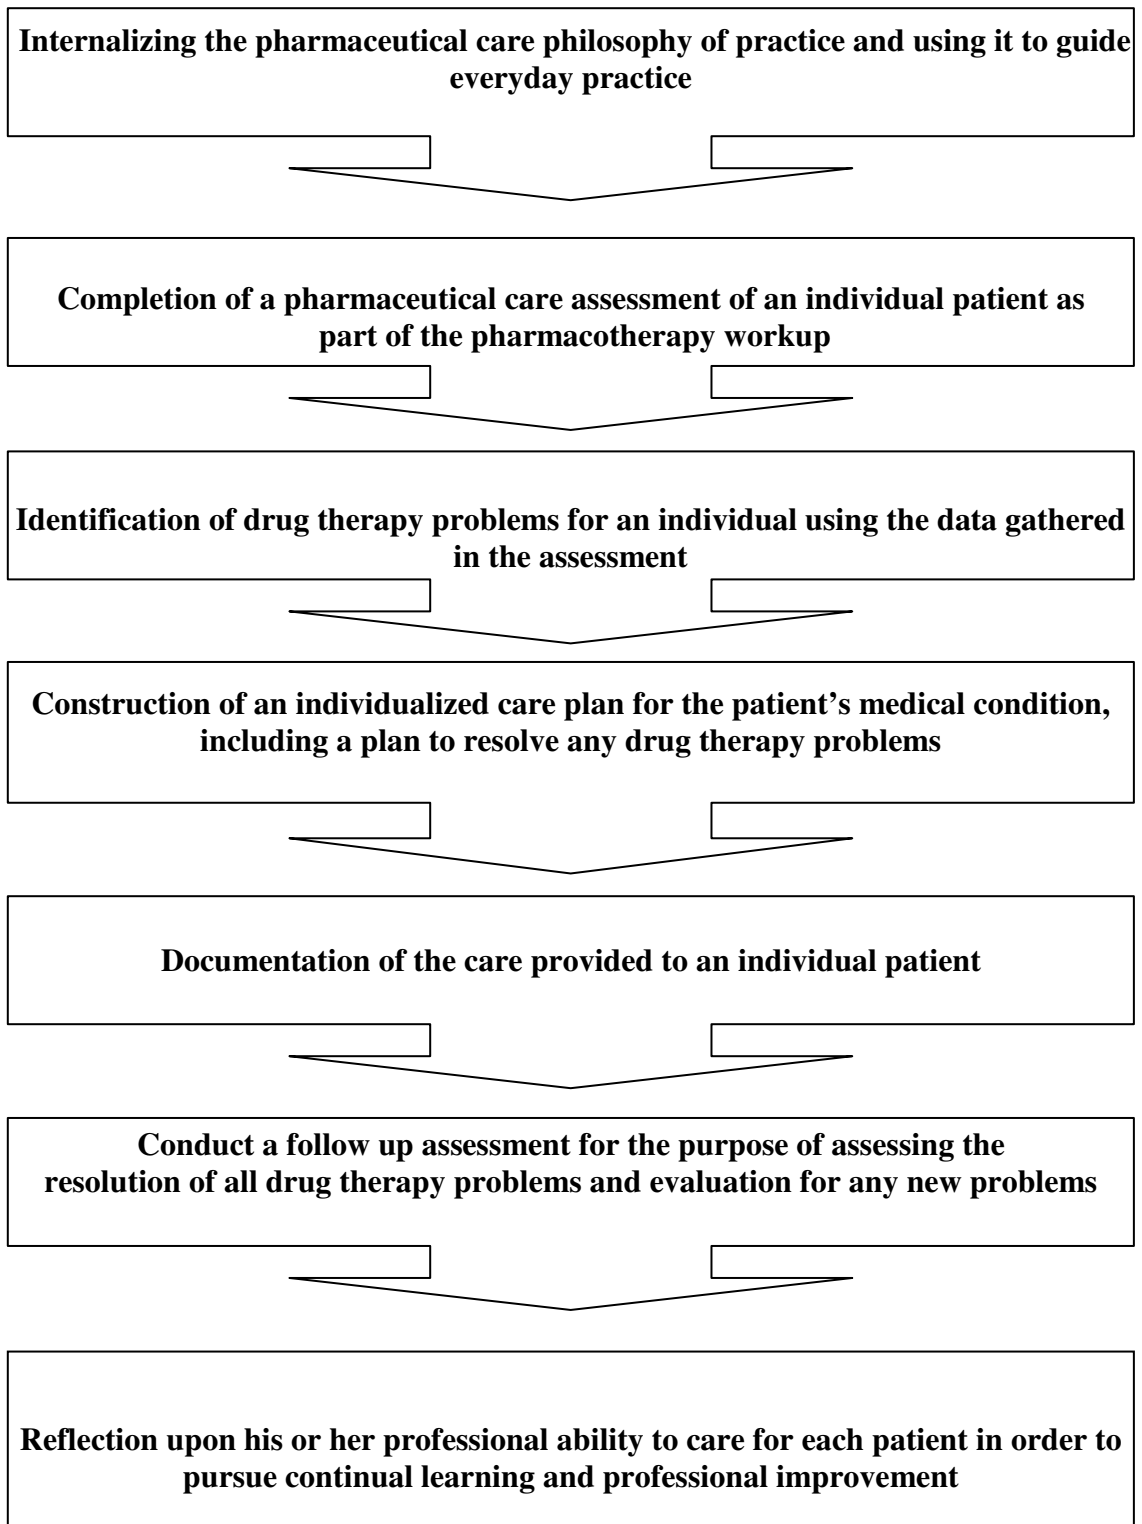 Internalizing the pharmaceutical care philosophy of practice and using it to guide
everyday practice
Completion of a pharmaceutical care assessment of an individual patient as
part of the pharmacotherapy workup
Identification of drug therapy problems for an individual using the data gathered
in the assessment
Construction of an individualized care plan for the patient’s medical condition,
including a plan to resolve any drug therapy problems
Documentation of the care provided to an individual patient
Conduct a follow up assessment for the purpose of assessing the
resolution of all drug therapy problems and evaluation for any new problems
Reflection upon his or her professional ability to care for each patient in order to
pursue continual learning and professional improvement